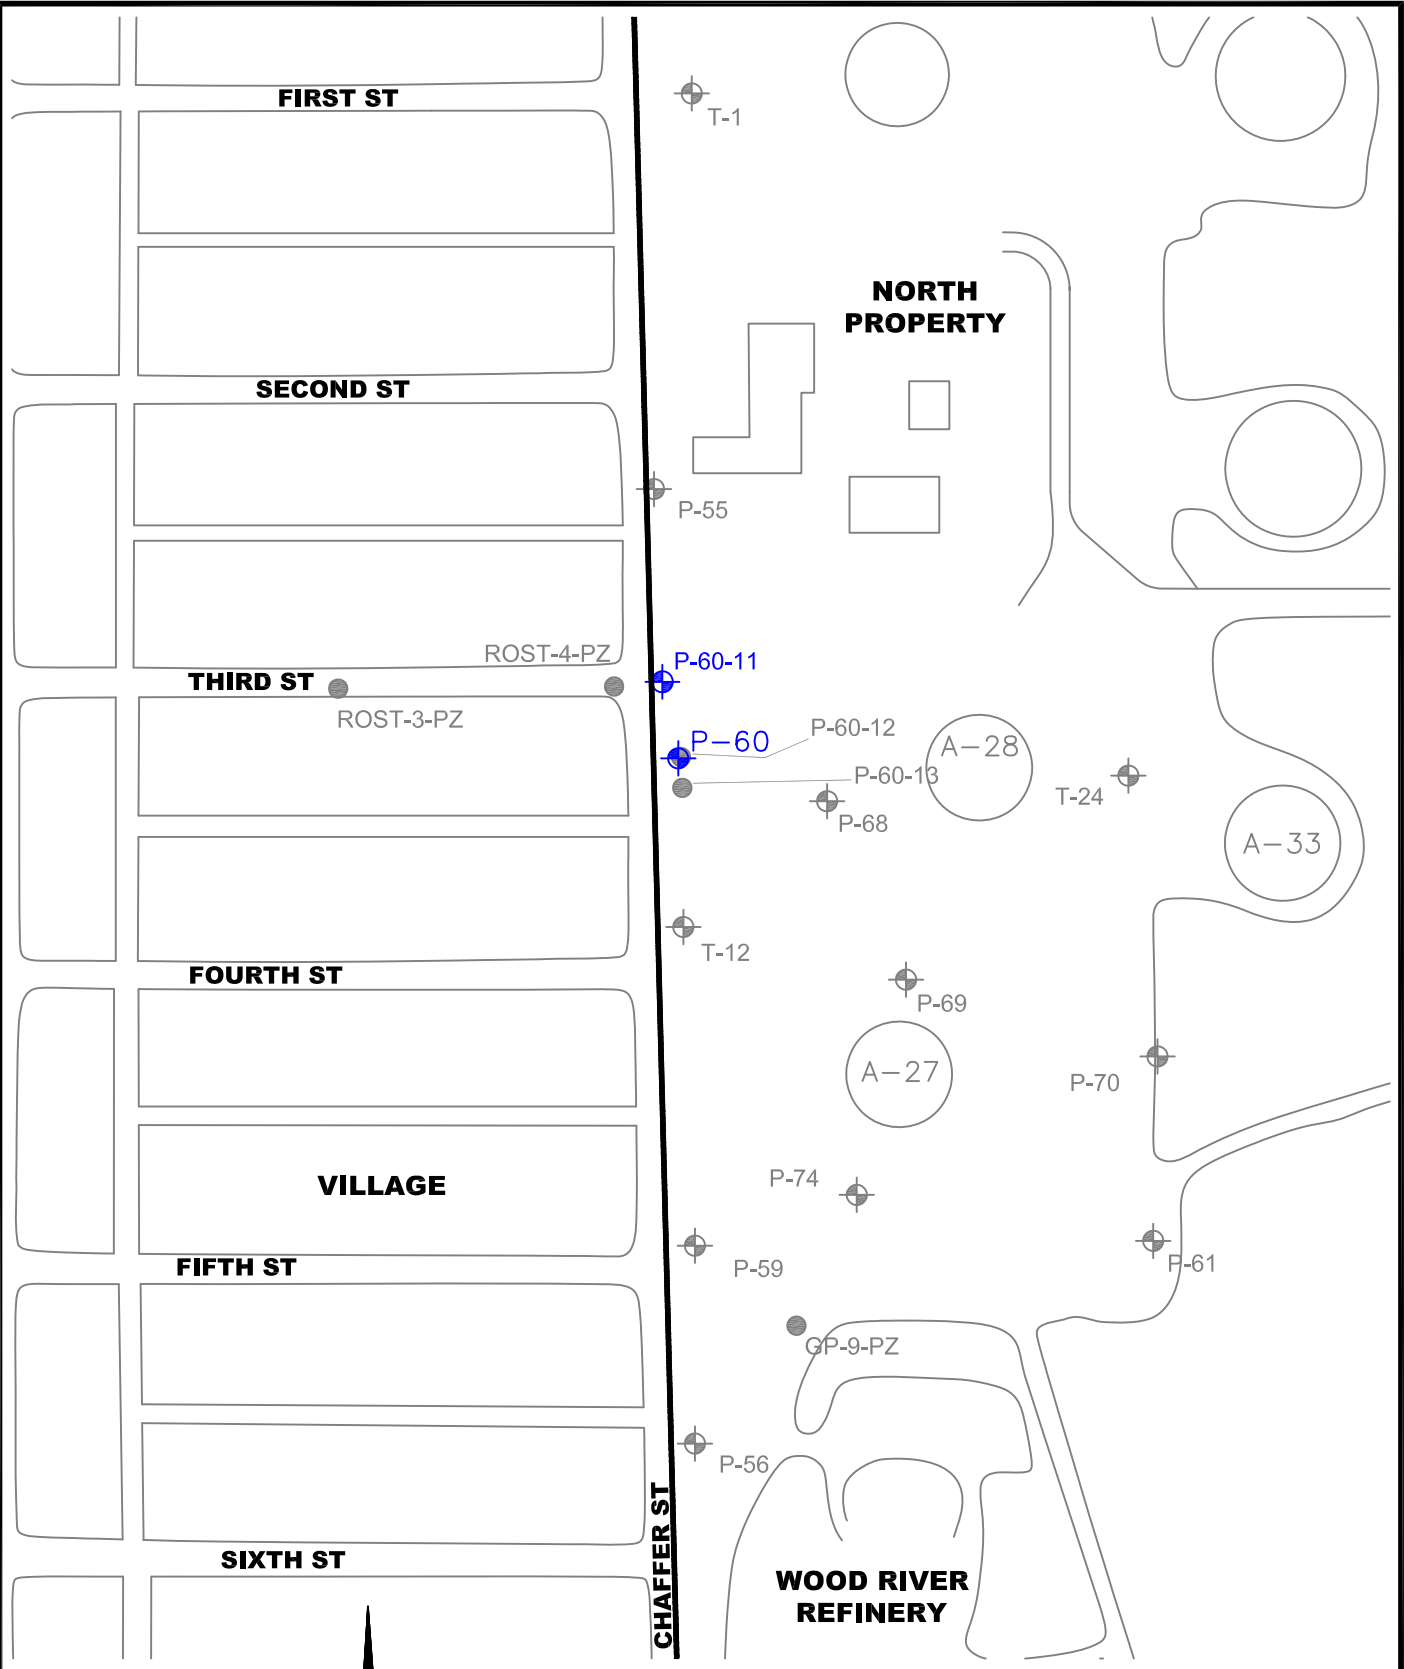 FIRST ST
T-1
NORTH
PROPERTY
SECOND ST
P-55
ROST-4-PZ
P-60-11
THIRD ST
ROST-3-PZ
P-60-12
P-60
A-28
P-60-13
T-24
P-68
A-33
T-12
FOURTH ST
P-69
A-27
P-70
P-74
VILLAGE
P-59
P-61
FIFTH ST
GP-9-PZ
P-56
CHAFFER ST
SIXTH ST
WOOD RIVER
REFINERY